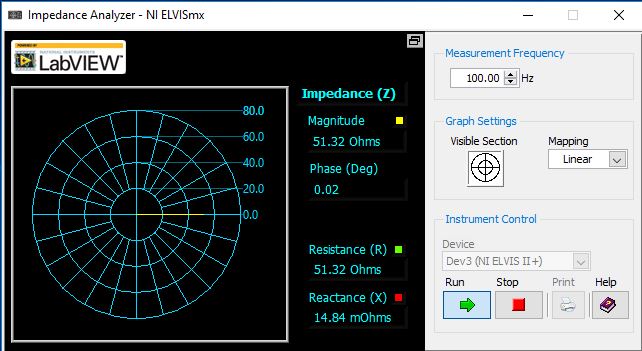 Impedance Analyzer - NI ELVISmx
POWERED BY
NATIONAL INSTRUMENTS
LabVIEW™
80.0
60.0
40.0
20.0
0.0
Impedance (Z)
Magnitude
51.32 Ohms
Phase (Deg)
0.02
Resistance (R)
51.32 Ohms
Reactance (X)
14.84 mOhms
Measurement Frequency
100.00 Hz
Graph Settings
Visible Section
Mapping
Linear
Instrument Control
Device
Dev3 (NI ELVIS II+)
Run Stop Print Help